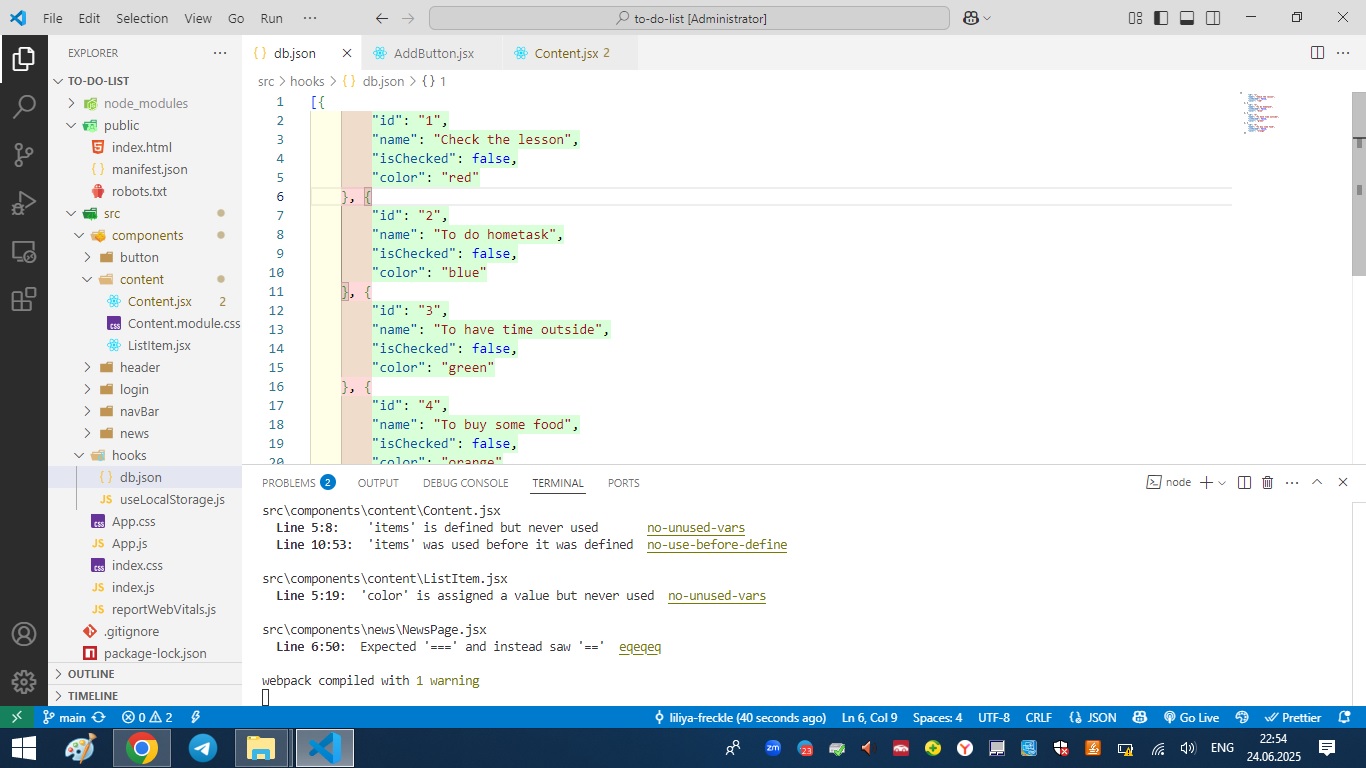 File Edit Selection View Go Run ··· to-do-list [Administrator]
EXPLORER ···
TO-DO-LIST
node_modules
public
index.html
manifest.json
robots.txt
src
components
button
content
Content.jsx 2
Content.module.css
ListItem.jsx
header
login
navBar
news
hooks
db.json
useLocalStorage.js
App.css
App.js
index.css
index.js
reportWebVitals.js
.gitignore
package-lock.json
OUTLINE
TIMELINE
db.json AddButton.jsx Content.jsx 2
src > hooks > {} db.json > {} 1
1 [{
2 "id": "1",
3 "name": "Check the lesson",
4 "isChecked": false,
5 "color": "red"
6 }, {
7 "id": "2",
8 "name": "To do hometask",
9 "isChecked": false,
10 "color": "blue"
11 }, {
12 "id": "3",
13 "name": "To have time outside",
14 "isChecked": false,
15 "color": "green"
16 }, {
17 "id": "4",
18 "name": "To buy some food",
19 "isChecked": false,
20 "color": "orange"
PROBLEMS 2 OUTPUT DEBUG CONSOLE TERMINAL PORTS node
src\components\content\Content.jsx
Line 5:8: 'items' is defined but never used no-unused-vars
Line 10:53: 'items' was used before it was defined no-use-before-define
src\components\content\ListItem.jsx
Line 5:19: 'color' is assigned a value but never used no-unused-vars
src\components\news\NewsPage.jsx
Line 6:50: Expected '===' and instead saw '==' eqeqeq
webpack compiled with 1 warning
main 0 2 liliya-freckle (40 seconds ago) Ln 6, Col 9 Spaces: 4 UTF-8 CRLF {} JSON Go Live Prettier
zm 23 ENG 22:54
24.06.2025